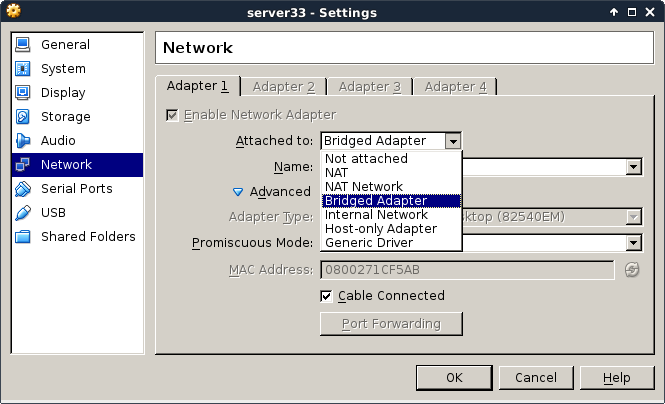 server33 - Settings
General
System
Display
Storage
Audio
Network
Serial Ports
USB
Shared Folders
Network
Adapter 1 Adapter 2 Adapter 3 Adapter 4
Enable Network Adapter
Attached to: Bridged Adapter
Not attached
Name:
NAT
NAT Network
Advanced
Bridged Adapter
Adapter Type: Internal Network (82540EM)
Host-only Adapter
Promiscuous Mode: Generic Driver
MAC Address: 0800271CF5AB
Cable Connected
Port Forwarding
OK Cancel Help